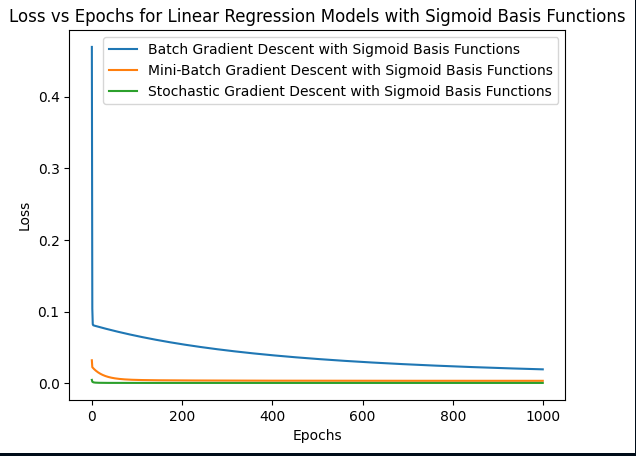 Loss vs Epochs for Linear Regression Models with Sigmoid Basis Functions
Batch Gradient Descent with Sigmoid Basis Functions
Mini-Batch Gradient Descent with Sigmoid Basis Functions
Stochastic Gradient Descent with Sigmoid Basis Functions
0.4
0.3
0.2
0.1
0.0
Loss
0 200 400 600 800 1000
Epochs